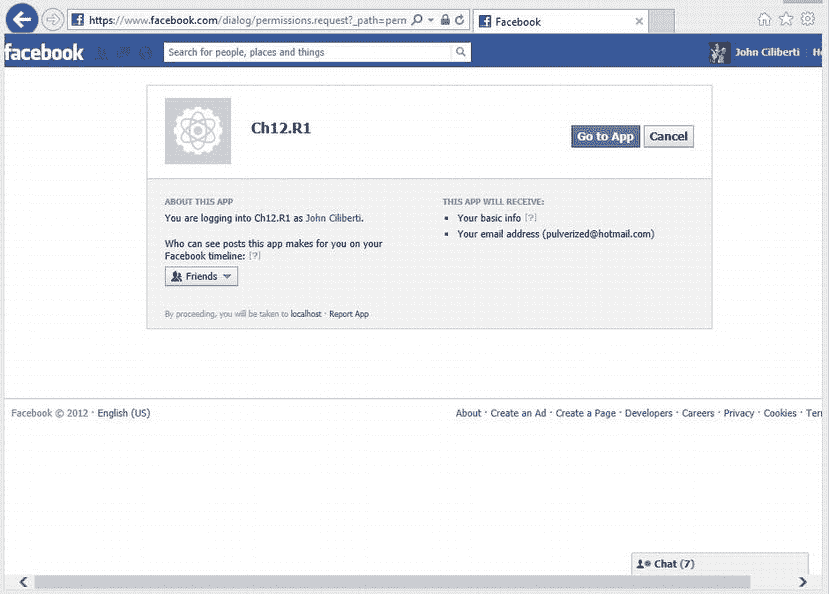 https://www.facebook.com/dialog/permissions.request?_path=perm
Facebook
facebook
Search for people, places and things
John Ciliberti
Ch12.R1
Go to App
Cancel
ABOUT THIS APP
You are logging into Ch12.R1 as John Ciliberti.
Who can see posts this app makes for you on your
Facebook timeline: [?]
Friends
THIS APP WILL RECEIVE:
Your basic info [?]
Your email address (pulverized@hotmail.com)
By proceeding, you will be taken to localhost · Report App
Facebook © 2012 · English (US)
About · Create an Ad · Create a Page · Developers · Careers · Privacy · Cookies ·
Chat (7)